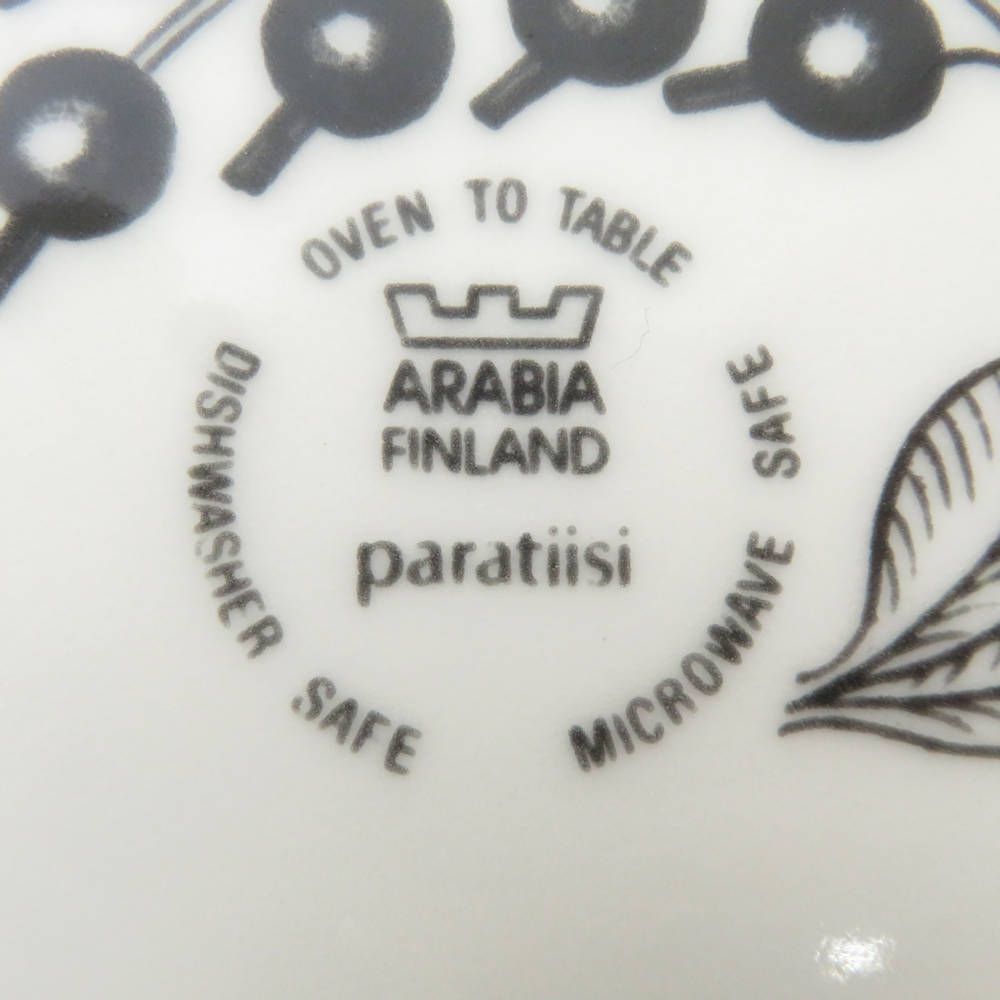 OVEN TO TABLE
ARABIA
FINLAND
paratiisi
DISHWASHER SAFE
MICROWAVE SAFE